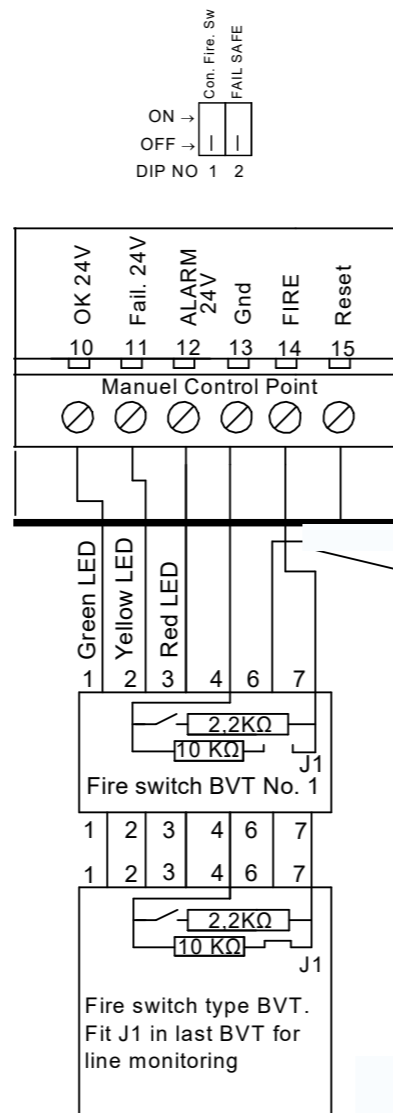 Con. Fire. Sw
FAIL SAFE
ON →
OFF →
DIP NO 1 2
OK 24V
Fail. 24V
ALARM
24V
Gnd
FIRE
Reset
10 11 12 13 14 15
Manuel Control Point
Green LED
Yellow LED
Red LED
1 2 3 4 6 7
2,2KΩ
10 KΩ
J1
Fire switch BVT No. 1
1 2 3 4 6 7
1 2 3 4 6 7
2,2KΩ
10 KΩ
J1
Fire switch type BVT.
Fit J1 in last BVT for
line monitoring